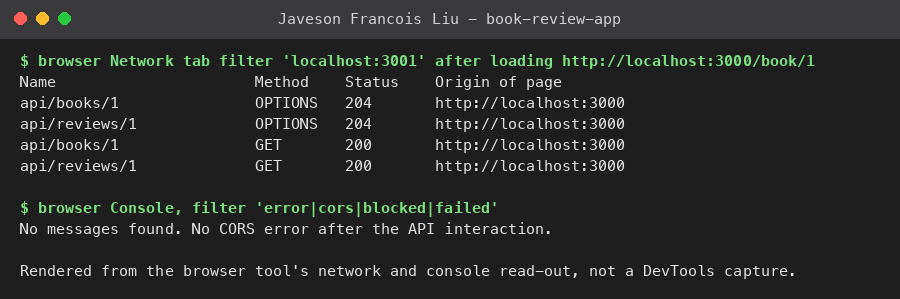 Javeson Francois Liu – book-review-app
$ browser Network tab filter 'localhost:3001' after loading http://localhost:3000/book/1
Name Method Status Origin of page
api/books/1 OPTIONS 204 http://localhost:3000
api/reviews/1 OPTIONS 204 http://localhost:3000
api/books/1 GET 200 http://localhost:3000
api/reviews/1 GET 200 http://localhost:3000
$ browser Console, filter 'error|cors|blocked|failed'
No messages found. No CORS error after the API interaction.
Rendered from the browser tool's network and console read-out, not a DevTools capture.